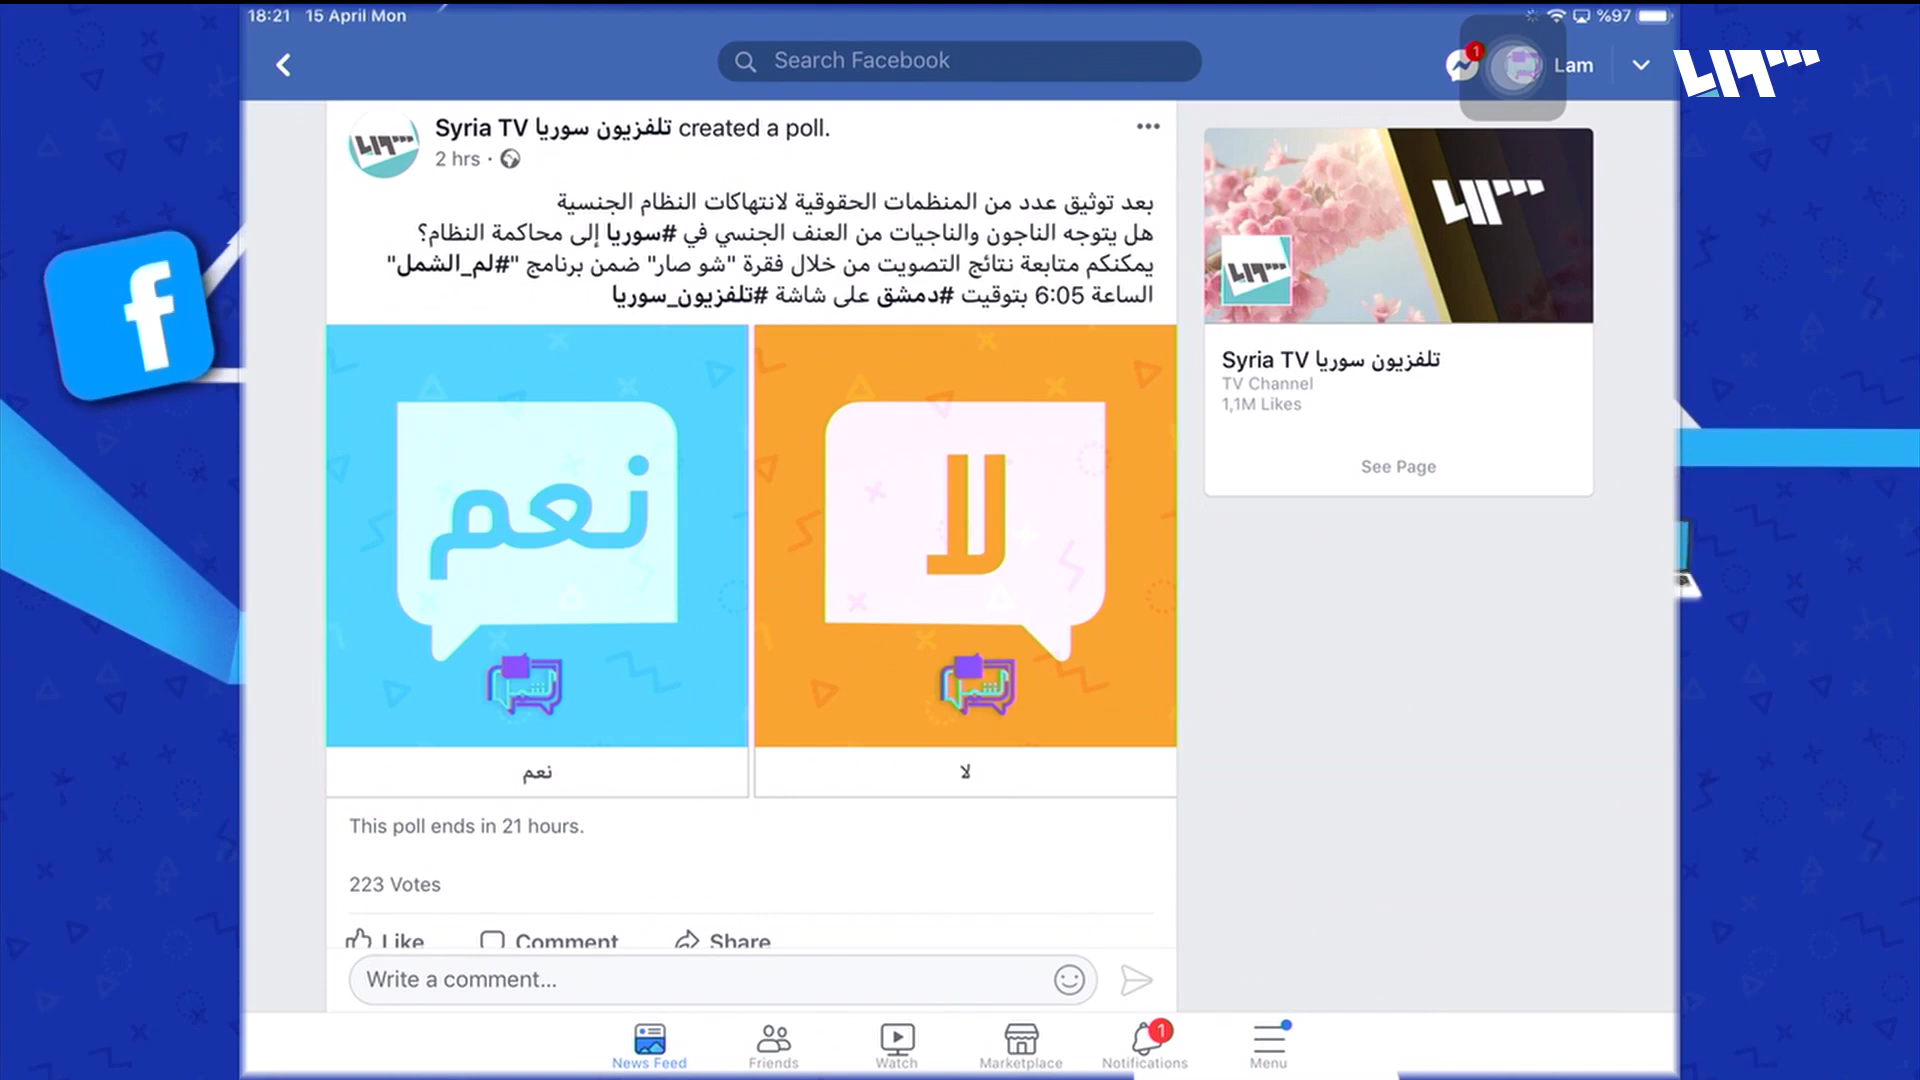 18:21 15 April Mon
%97
Search Facebook
1
Lam
Syria TV تلفزيون سوريا created a poll.
2 hrs ·
بعد توثيق عدد من المنظمات الحقوقية لانتهاكات النظام الجنسية
هل يتوجه الناجون والناجيات من العنف الجنسي في #سوريا إلى محاكمة النظام؟
يمكنكم متابعة نتائج التصويت من خلال فقرة "شو صار" ضمن برنامج "#لم_الشمل"
الساعة 6:05 بتوقيت #دمشق على شاشة #تلفزيون_سوريا
نعم
لا
نعم
لا
This poll ends in 21 hours.
223 Votes
Like Comment Share
Write a comment...
Syria TV تلفزيون سوريا
TV Channel
1,1M Likes
See Page
News Feed Friends Watch Marketplace Notifications Menu
1